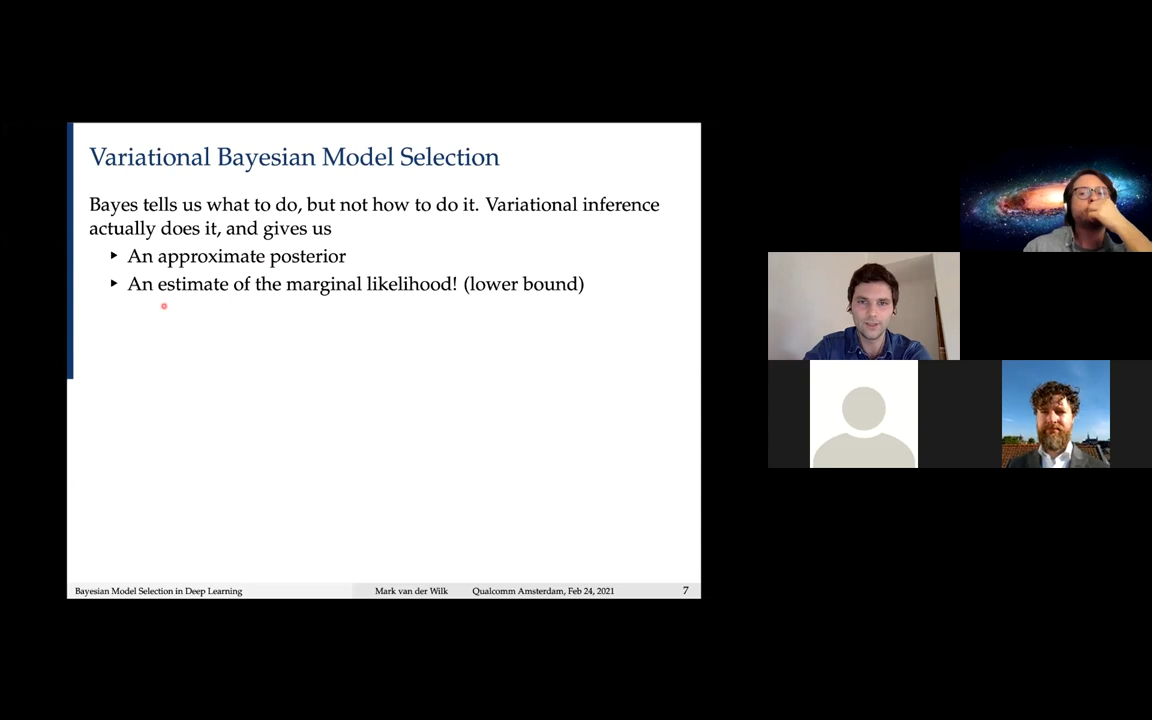 Variational Bayesian Model Selection
Bayes tells us what to do, but not how to do it. Variational inference
actually does it, and gives us
▸ An approximate posterior
▸ An estimate of the marginal likelihood! (lower bound)
Bayesian Model Selection in Deep Learning
Mark van der Wilk
Qualcomm Amsterdam, Feb 24, 2021
7